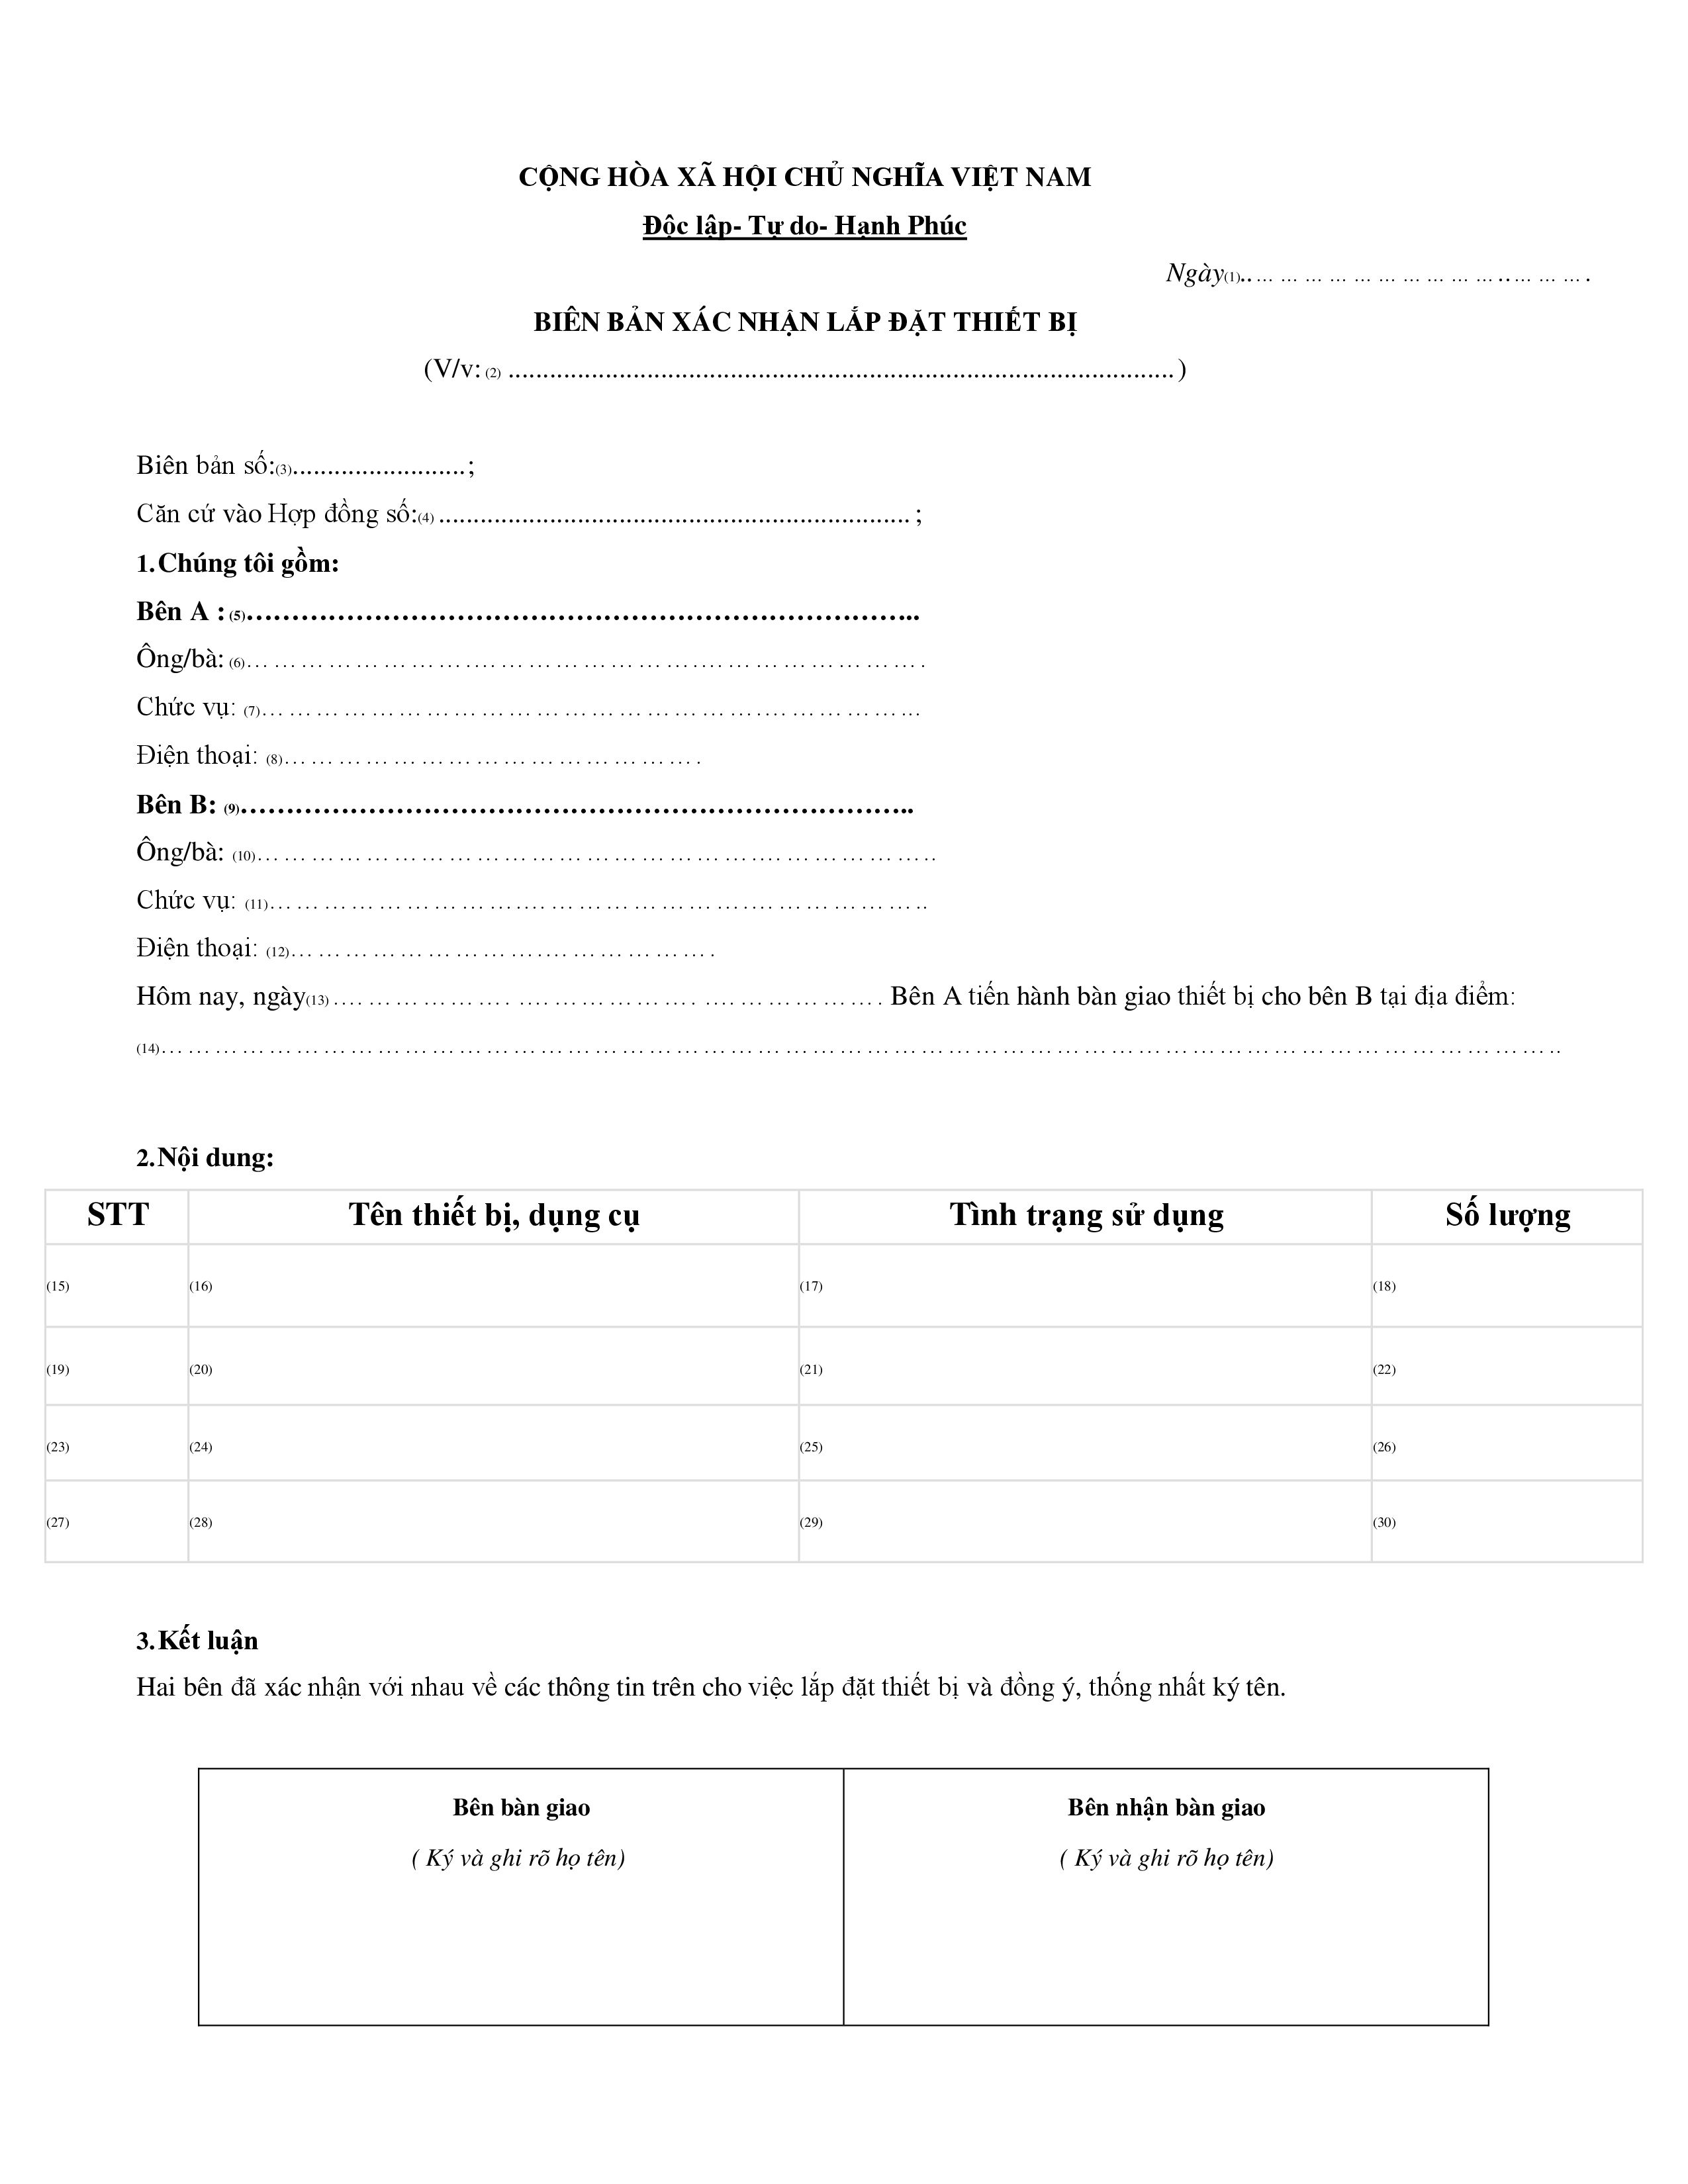 CỘNG HÒA XÃ HỘI CHỦ NGHĨA VIỆT NAM
Độc lập- Tự do- Hạnh Phúc
Ngày(1)..……………………………..……….
BIÊN BẢN XÁC NHẬN LẮP ĐẶT THIẾT BỊ
(V/v: (2) ................................................................................................)
Biên bản số:(3).........................;
Căn cứ vào Hợp đồng số:(4) ....................................................................;
1.Chúng tôi gồm:
Bên A : (5)………………………………………………………………..
Ông/bà: (6)…………………….……………………….…………………….
Chức vụ: (7)…………………………………………………….……………...
Điện thoại: (8)……………………………………….
Bên B: (9)………………………………………………………………..
Ông/bà: (10)…………………………………………………….………………..
Chức vụ: (11)………………………….……………………….………………..
Điện thoại: (12)……………………….……………….
Hôm nay, ngày(13) ….……………. ….……………. ….……………. Bên A tiến hành bàn giao thiết bị cho bên B tại địa điểm:
(14)…………………………………………………………………………………………………………………………………………..
2.Nội dung:
STT Tên thiết bị, dụng cụ Tình trạng sử dụng Số lượng
(15) (16) (17) (18)
(19) (20) (21) (22)
(23) (24) (25) (26)
(27) (28) (29) (30)
3.Kết luận
Hai bên đã xác nhận với nhau về các thông tin trên cho việc lắp đặt thiết bị và đồng ý, thống nhất ký tên.
Bên bàn giao Bên nhận bàn giao
( Ký và ghi rõ họ tên) ( Ký và ghi rõ họ tên)